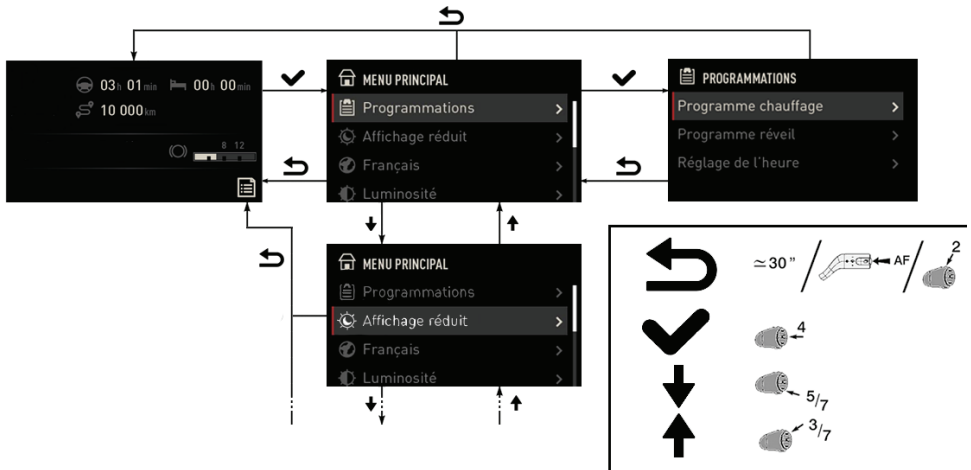 03h 01min 00h 00min
10 000km
8 12
MENU PRINCIPAL
Programmations
Affichage réduit
Français
Luminosité
PROGRAMMATIONS
Programme chauffage
Programme réveil
Réglage de l'heure
MENU PRINCIPAL
Programmations
Affichage réduit
Français
Luminosité
≃30" / AF / 2
4
5/7
3/7